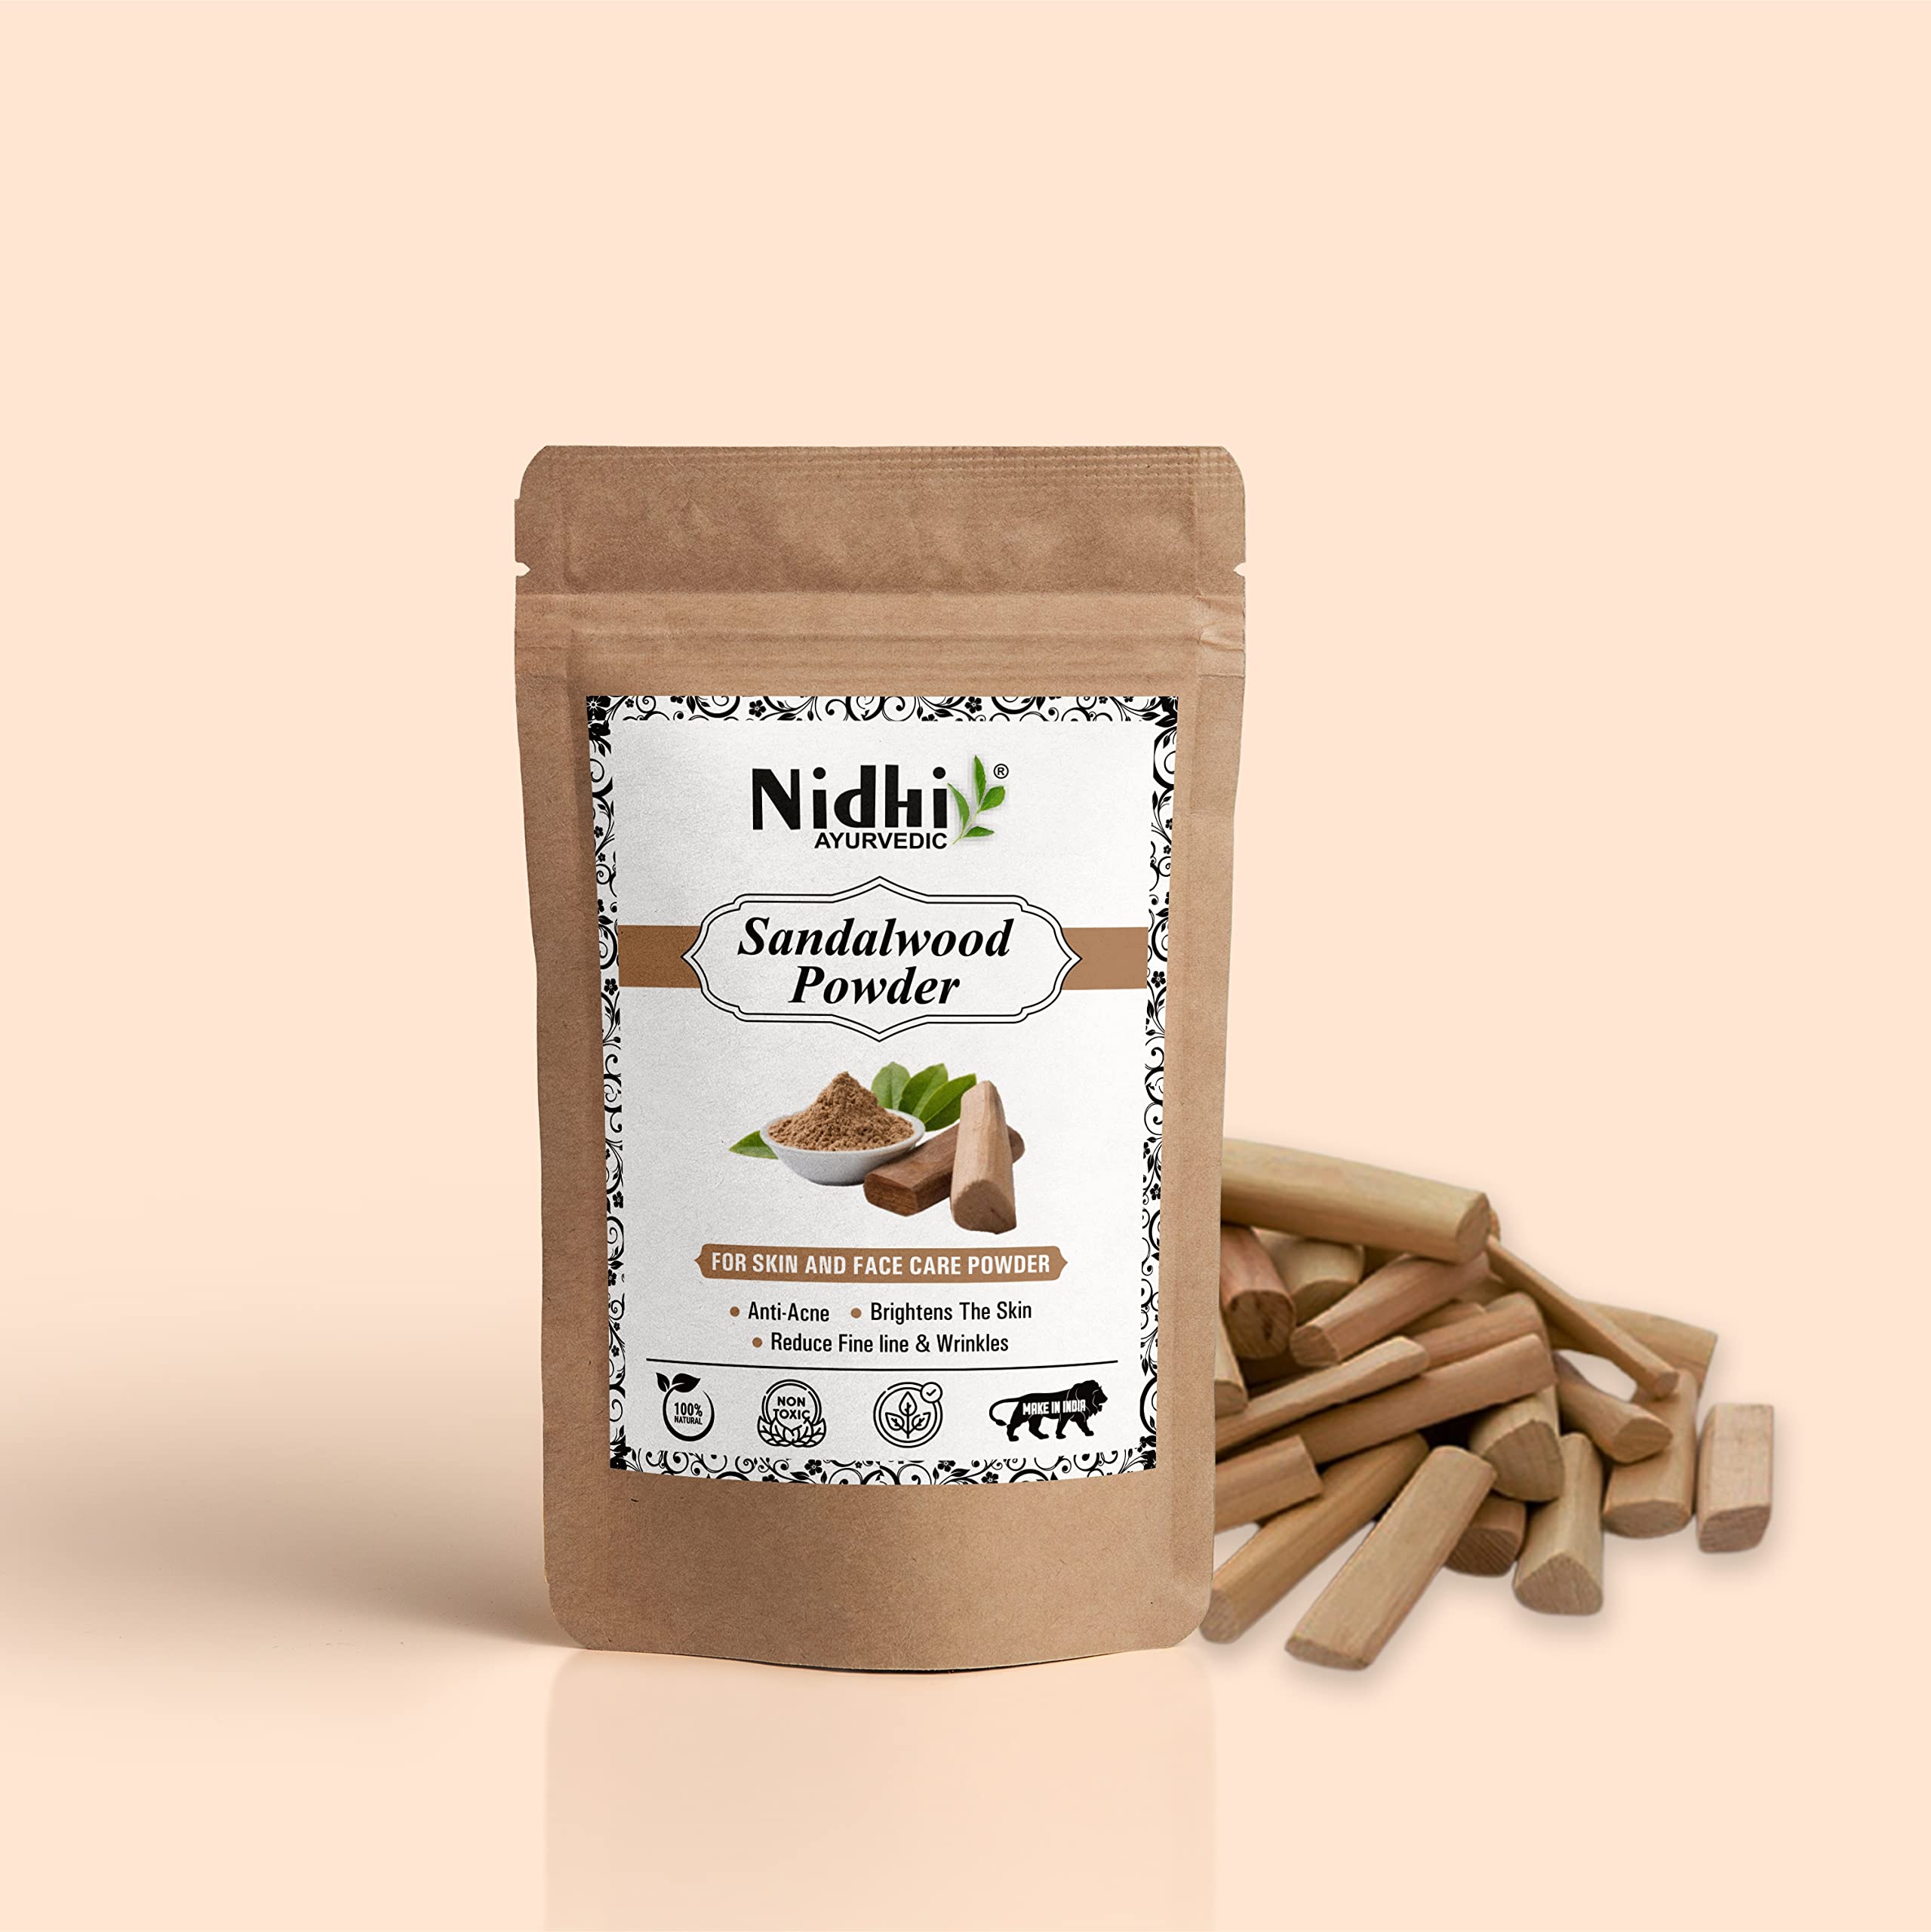 Nidhi ®
AYURVEDIC
Sandalwood
Powder
FOR SKIN AND FACE CARE POWDER
• Anti-Acne • Brightens The Skin
• Reduce Fine line & Wrinkles
100%
NATURAL
NON
TOXIC
MAKE IN INDIA